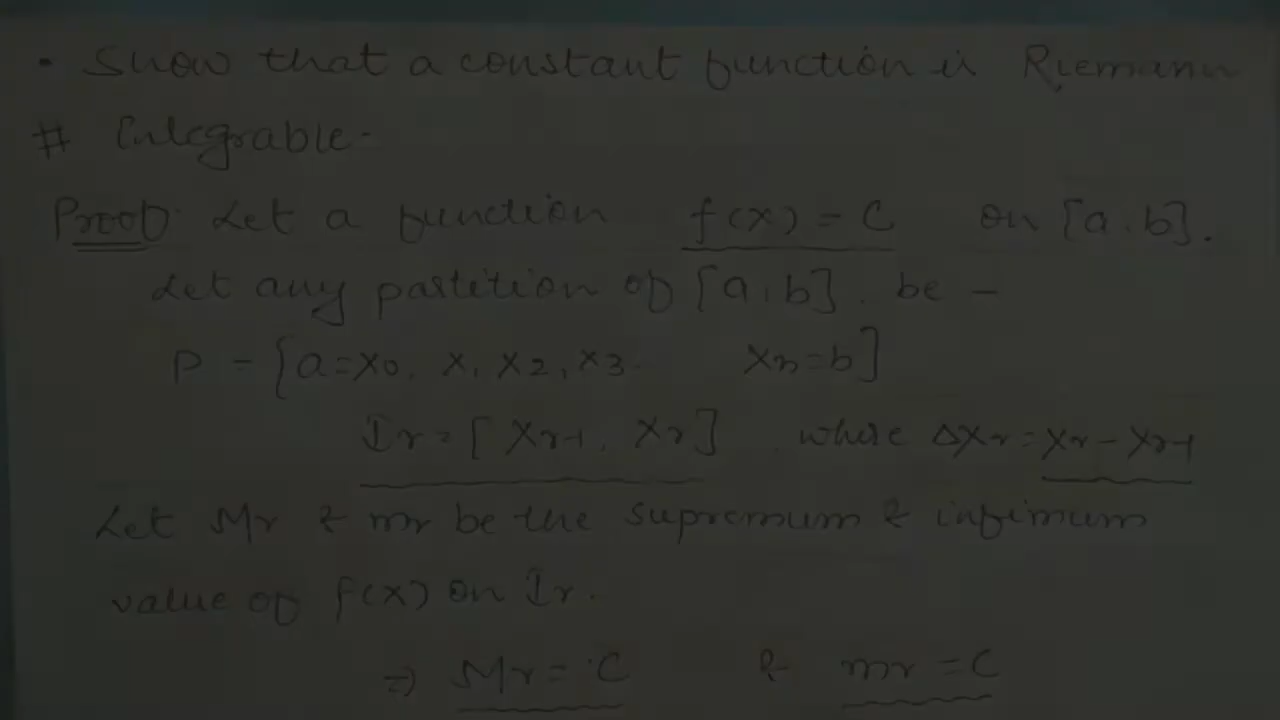 • Show that a constant function is Riemann
# Integrable.
Proof. Let a function f(x) = C on [a, b].
Let any partition of [a, b]. be —
P = {a=x0, x1 x2, x3. xn=b]
Ir = [xr-1, xr] . where Δxr = xr - xr-1
Let Mr & mr be the supremum & infimum
value of f(x) on Ir.
=) Mr = C & mr = C